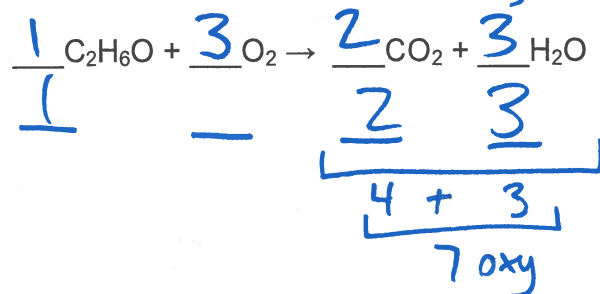 1 C₂H₆O + 3 O₂ → 2 CO₂ + 3 H₂O
1 2 3
4 + 3
7 oxy